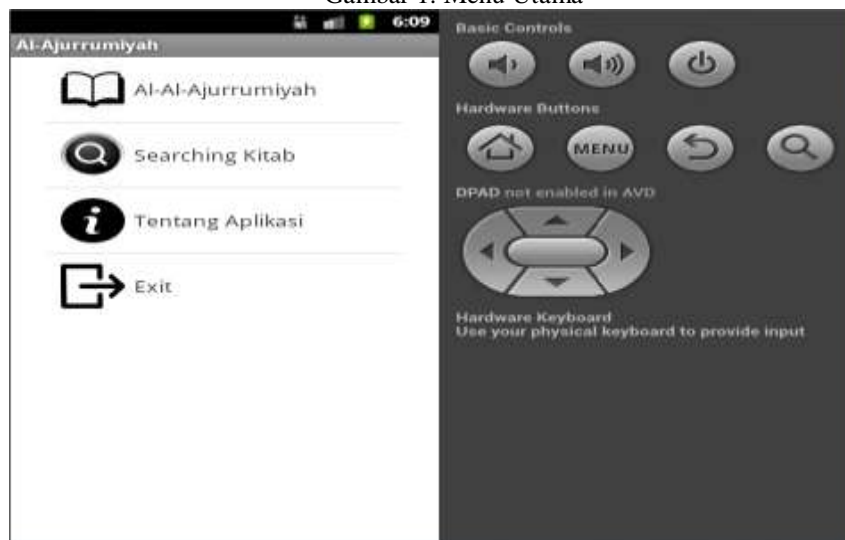 Gambar 1. Menu Utama
6:09
Al-Ajurrumiyah
Al-Al-Ajurrumiyah
Searching Kitab
Tentang Aplikasi
Exit
Basic Controls
Hardware Buttons
MENU
DPAD not enabled in AVD
Hardware Keyboard
Use your physical keyboard to provide input